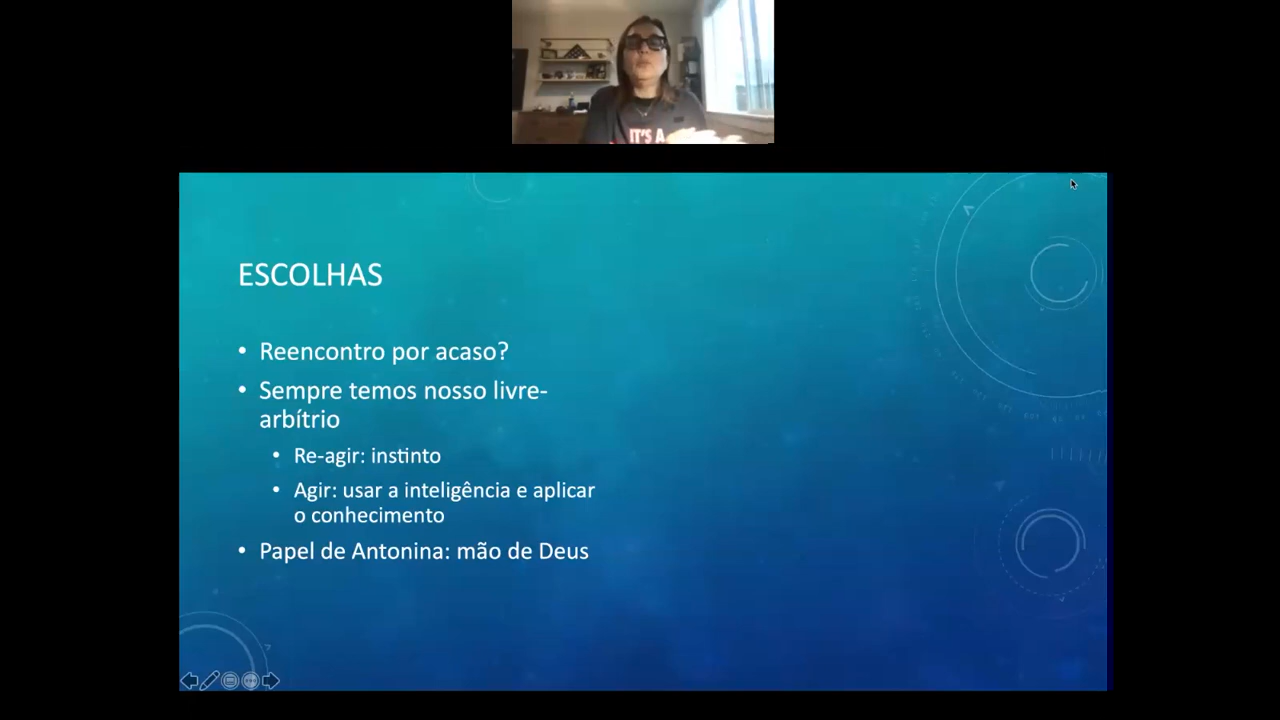 IT'S A
ESCOLHAS
• Reencontro por acaso?
• Sempre temos nosso livre-
arbítrio
• Re-agir: instinto
• Agir: usar a inteligência e aplicar
o conhecimento
• Papel de Antonina: mão de Deus